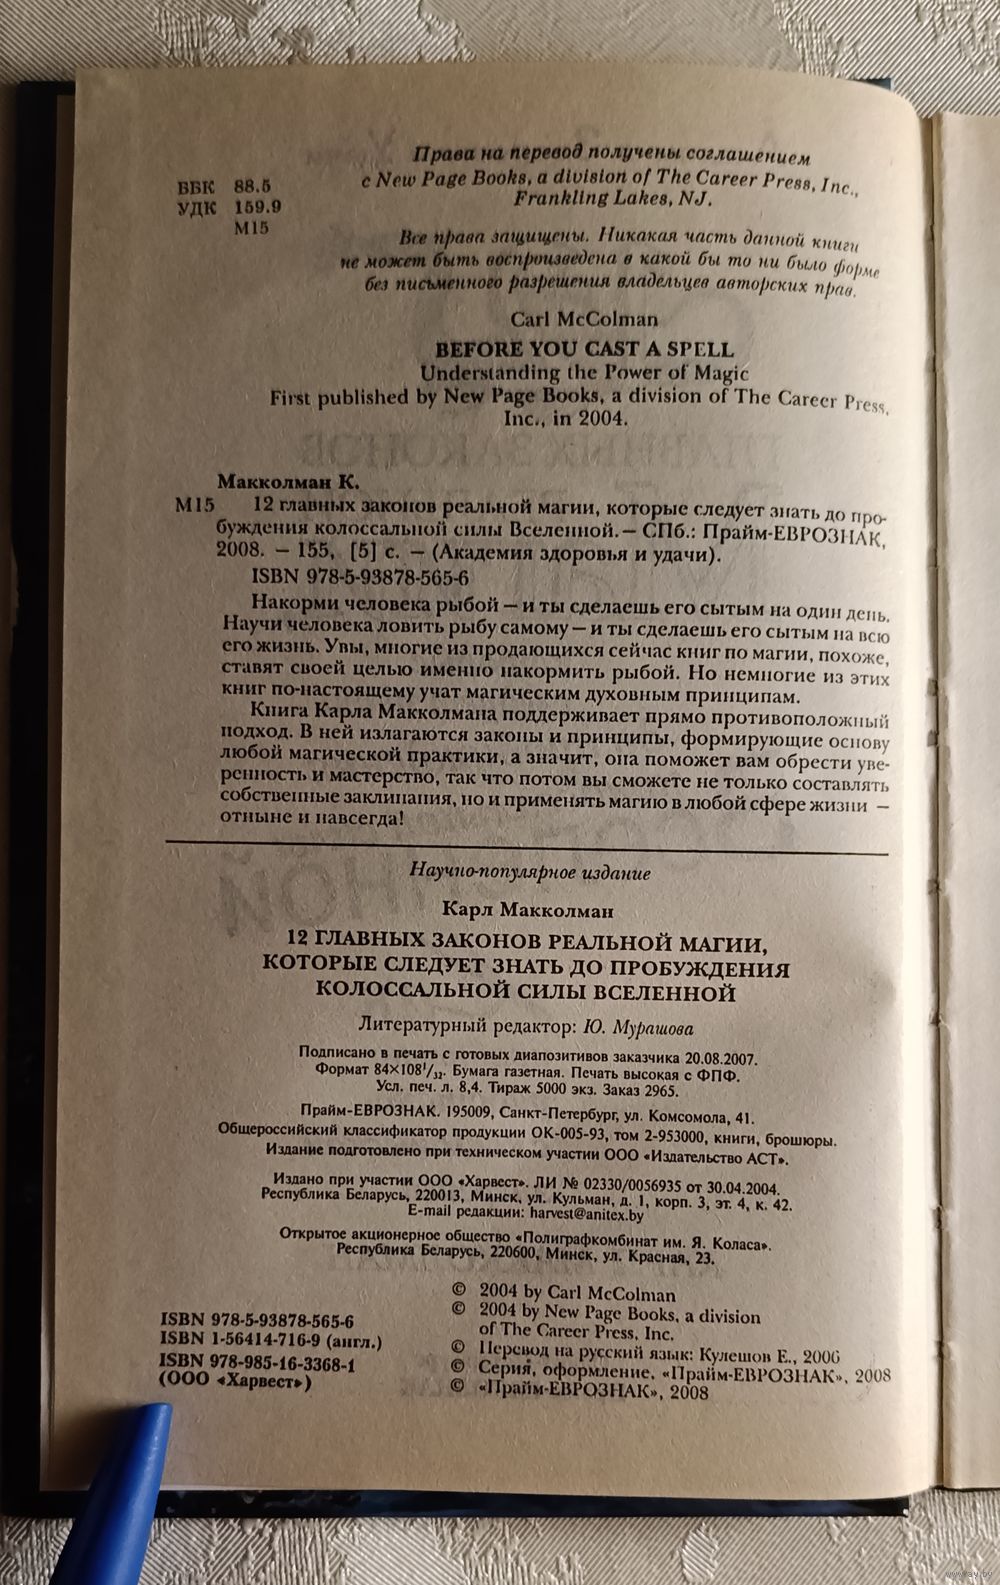 Права на перевод получены соглашением
с New Page Books, a division of The Career Press, Inc.,
Frankling Lakes, NJ.
ББК 88.5
УДК 159.9
М15
Все права защищены. Никакая часть данной книги
не может быть воспроизведена в какой бы то ни было форме
без письменного разрешения владельцев авторских прав.
Carl McColman
BEFORE YOU CAST A SPELL
Understanding the Power of Magic
First published by New Page Books, a division of The Career Press,
Inc., in 2004.
Макколман К.
М15 12 главных законов реальной магии, которые следует знать до про-
буждения колоссальной силы Вселенной. — СПб.: Прайм-ЕВРОЗНАК,
2008. — 155, [5] с. — (Академия здоровья и удачи).
ISBN 978-5-93878-565-6
Накорми человека рыбой — и ты сделаешь его сытым на один день.
Научи человека ловить рыбу самому — и ты сделаешь его сытым на всю
его жизнь. Увы, многие из продающихся сейчас книг по магии, похоже,
ставят своей целью именно накормить рыбой. Но немногие из этих
книг по-настоящему учат магическим духовным принципам.
Книга Карла Макколмана поддерживает прямо противоположный
подход. В ней излагаются законы и принципы, формирующие основу
любой магической практики, а значит, она поможет вам обрести уве-
ренность и мастерство, так что потом вы сможете не только составлять
собственные заклинания, но и применять магию в любой сфере жизни —
отныне и навсегда!
Научно-популярное издание
Карл Макколман
12 ГЛАВНЫХ ЗАКОНОВ РЕАЛЬНОЙ МАГИИ,
КОТОРЫЕ СЛЕДУЕТ ЗНАТЬ ДО ПРОБУЖДЕНИЯ
КОЛОССАЛЬНОЙ СИЛЫ ВСЕЛЕННОЙ
Литературный редактор: Ю. Мурашова
Подписано в печать с готовых диапозитивов заказчика 20.08.2007.
Формат 84×108¹/₃₂. Бумага газетная. Печать высокая с ФПФ.
Усл. печ. л. 8,4. Тираж 5000 экз. Заказ 2965.
Прайм-ЕВРОЗНАК. 195009, Санкт-Петербург, ул. Комсомола, 41.
Общероссийский классификатор продукции ОК-005-93, том 2-953000, книги, брошюры.
Издание подготовлено при техническом участии ООО «Издательство АСТ».
Издано при участии ООО «Харвест». ЛИ № 02330/0056935 от 30.04.2004.
Республика Беларусь, 220013, Минск, ул. Кульман, д. 1, корп. 3, эт. 4, к. 42.
E-mail редакции: harvest@anitex.by
Открытое акционерное общество «Полиграфкомбинат им. Я. Коласа».
Республика Беларусь, 220600, Минск, ул. Красная, 23.
© 2004 by Carl McColman
© 2004 by New Page Books, a division
of The Career Press, Inc.
© Перевод на русский язык: Кулешов Е., 2006
© Серия, оформление. «Прайм-ЕВРОЗНАК», 2008
© «Прайм-ЕВРОЗНАК», 2008
ISBN 978-5-93878-565-6
ISBN 1-56414-716-9 (англ.)
ISBN 978-985-16-3368-1
(ООО «Харвест»)
www.ay.by